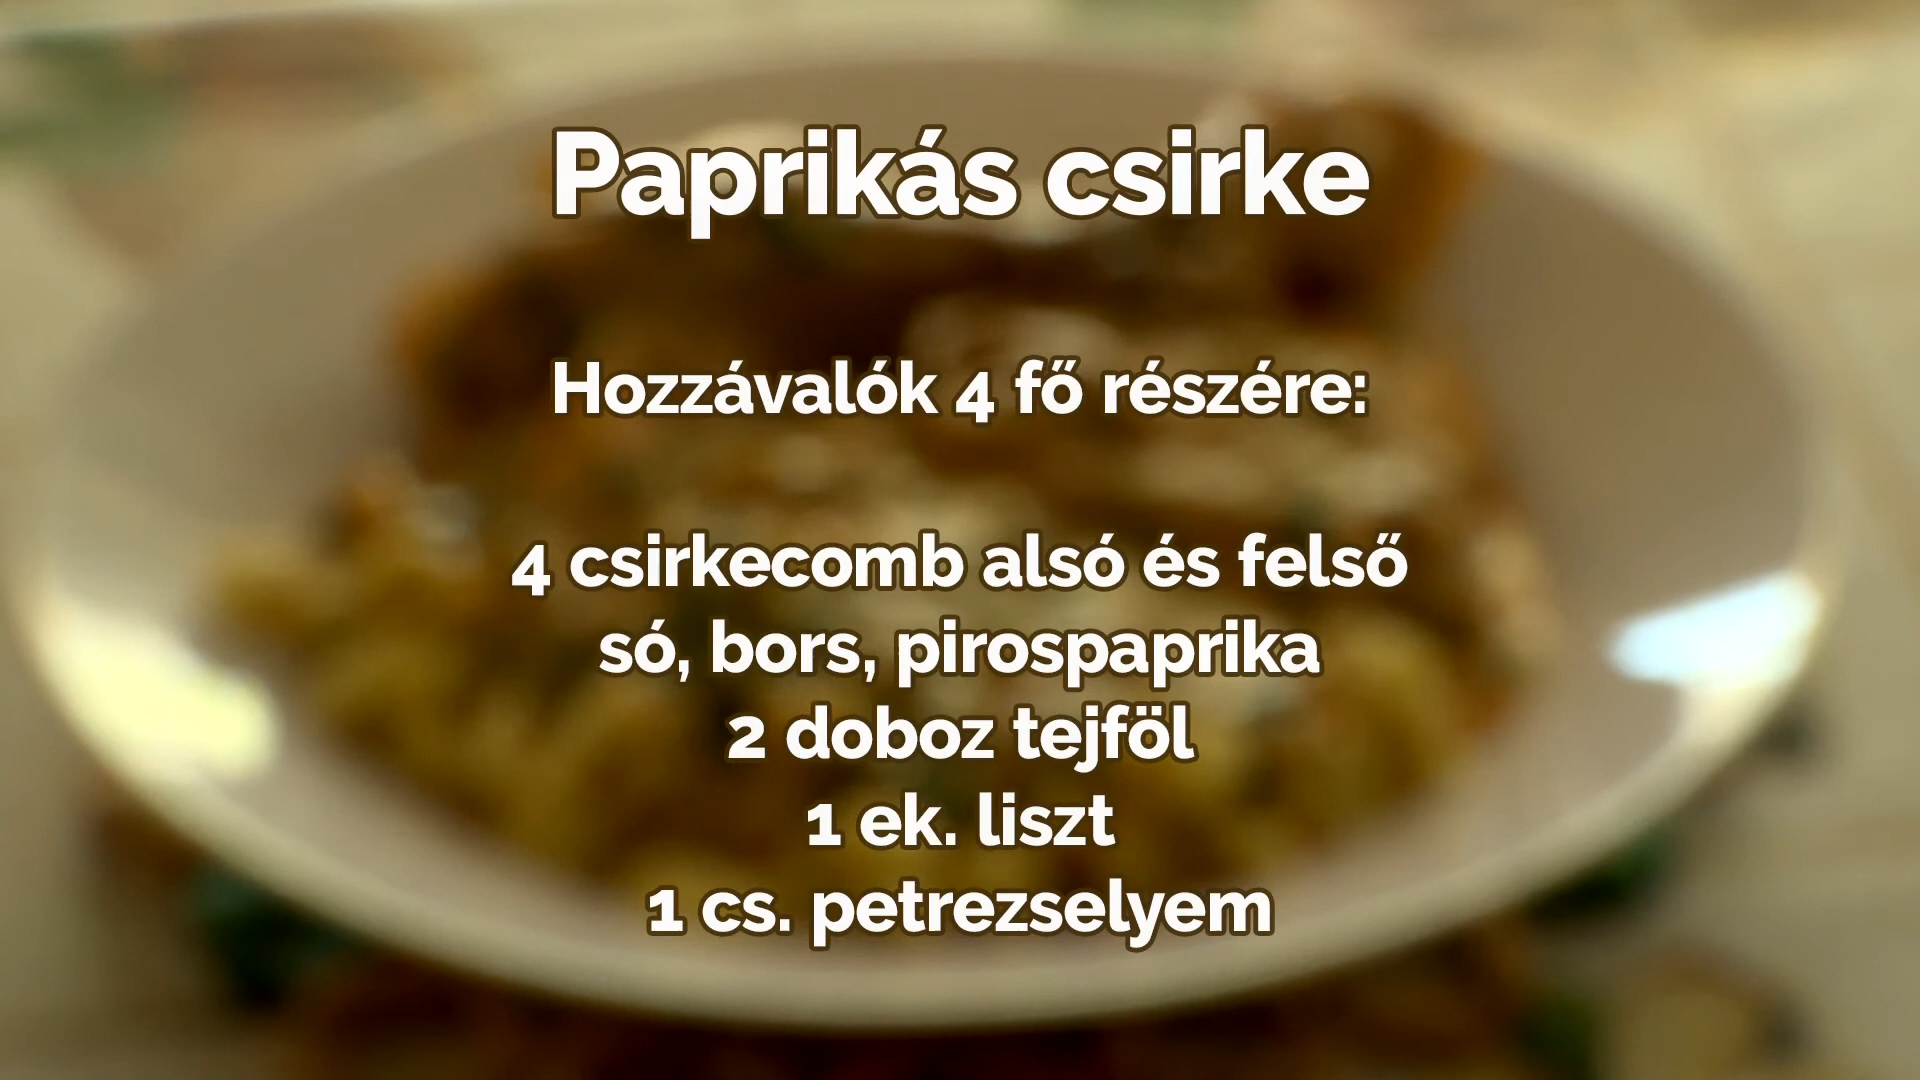 Paprikás csirke
Hozzávalók 4 fő részére:
4 csirkecomb alsó és felső
só, bors, pirospaprika
2 doboz tejföl
1 ek. liszt
1 cs. petrezselyem